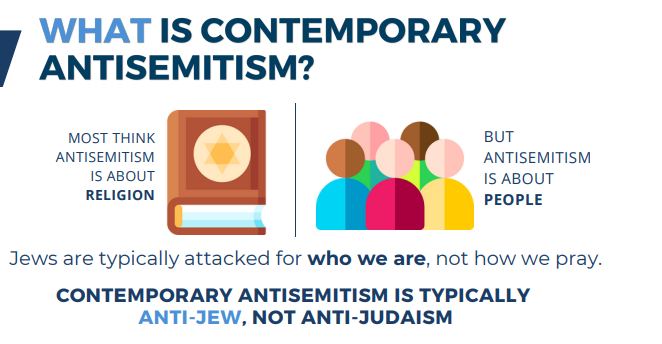 WHAT IS CONTEMPORARY
ANTISEMITISM?
MOST THINK
ANTISEMITISM
IS ABOUT
RELIGION
BUT
ANTISEMITISM
IS ABOUT
PEOPLE
Jews are typically attacked for who we are, not how we pray.
CONTEMPORARY ANTISEMITISM IS TYPICALLY
ANTI-JEW, NOT ANTI-JUDAISM